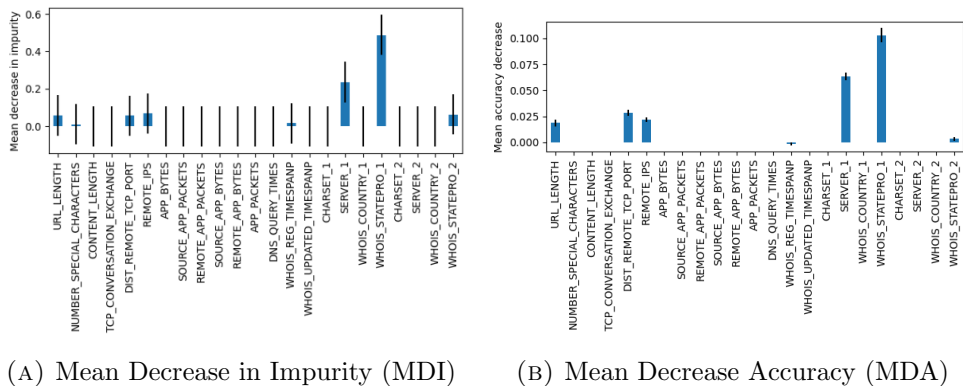 Mean decrease in impurity
0.6
0.4
0.2
0.0
URL_LENGTH
NUMBER_SPECIAL_CHARACTERS
CONTENT_LENGTH
TCP_CONVERSATION_EXCHANGE
DIST_REMOTE_TCP_PORT
REMOTE_IPS
APP_BYTES
SOURCE_APP_PACKETS
REMOTE_APP_PACKETS
SOURCE_APP_BYTES
REMOTE_APP_BYTES
APP_PACKETS
DNS_QUERY_TIMES
WHOIS_REG_TIMESPANP
WHOIS_UPDATED_TIMESPANP
CHARSET_1
SERVER_1
WHOIS_COUNTRY_1
WHOIS_STATEPRO_1
CHARSET_2
SERVER_2
WHOIS_COUNTRY_2
WHOIS_STATEPRO_2
(A) Mean Decrease in Impurity (MDI)
Mean accuracy decrease
0.100
0.075
0.050
0.025
0.000
URL_LENGTH
NUMBER_SPECIAL_CHARACTERS
CONTENT_LENGTH
TCP_CONVERSATION_EXCHANGE
DIST_REMOTE_TCP_PORT
REMOTE_IPS
APP_BYTES
SOURCE_APP_PACKETS
REMOTE_APP_PACKETS
SOURCE_APP_BYTES
REMOTE_APP_BYTES
APP_PACKETS
DNS_QUERY_TIMES
WHOIS_REG_TIMESPANP
WHOIS_UPDATED_TIMESPANP
CHARSET_1
SERVER_1
WHOIS_COUNTRY_1
WHOIS_STATEPRO_1
CHARSET_2
SERVER_2
WHOIS_COUNTRY_2
WHOIS_STATEPRO_2
(B) Mean Decrease Accuracy (MDA)